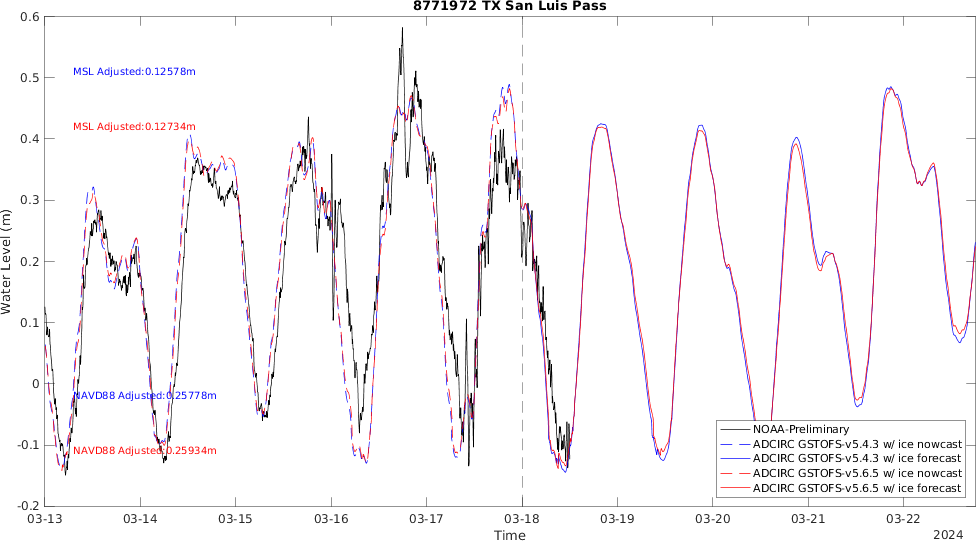 8771972 TX San Luis Pass
0.6
0.5
0.4
0.3
0.2
0.1
0
-0.1
-0.2
Water Level (m)
MSL Adjusted:0.12578m
MSL Adjusted:0.12734m
NAVD88 Adjusted:0.25778m
NAVD88 Adjusted:0.25934m
NOAA-Preliminary
ADCIRC GSTOFS-v5.4.3 w/ ice nowcast
ADCIRC GSTOFS-v5.4.3 w/ ice forecast
ADCIRC GSTOFS-v5.6.5 w/ ice nowcast
ADCIRC GSTOFS-v5.6.5 w/ ice forecast
03-13 03-14 03-15 03-16 03-17 03-18 03-19 03-20 03-21 03-22
Time
2024